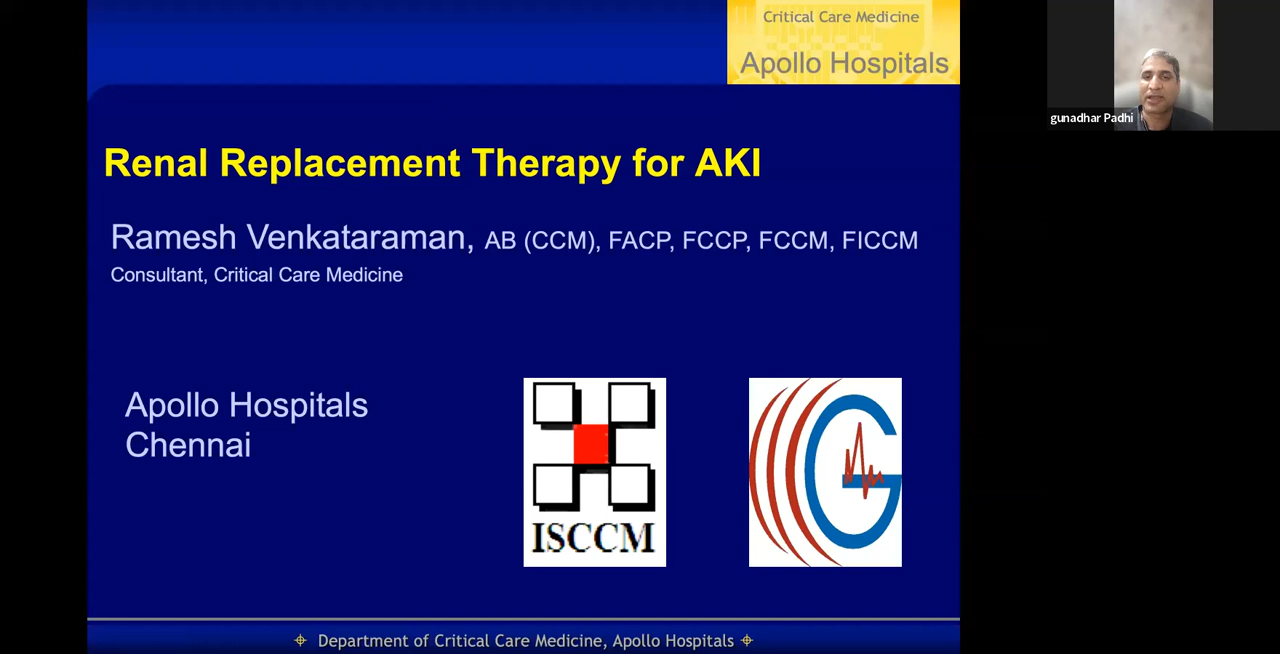 Critical Care Medicine
Apollo Hospitals
gunadhar Padhi
Renal Replacement Therapy for AKI
Ramesh Venkataraman, AB (CCM), FACP, FCCP, FCCM, FICCM
Consultant, Critical Care Medicine
Apollo Hospitals
Chennai
ISCCM
Department of Critical Care Medicine, Apollo Hospitals